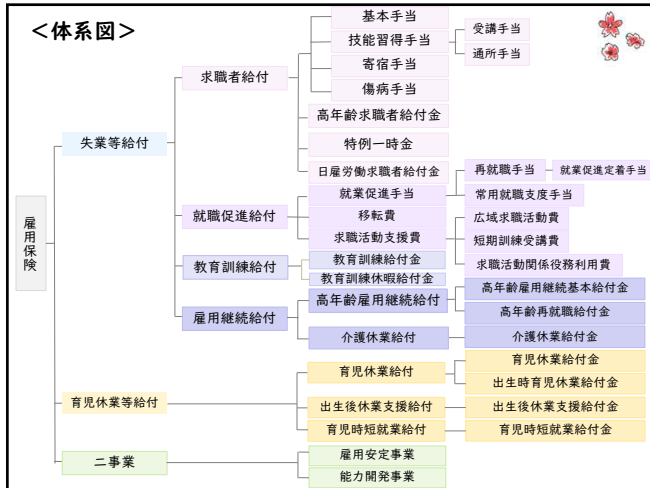 ＜体系図＞
雇用保険
失業等給付
求職者給付
基本手当
技能習得手当
受講手当
通所手当
寄宿手当
傷病手当
高年齢求職者給付金
特例一時金
日雇労働求職者給付金
就職促進給付
就業促進手当
再就職手当
就業促進定着手当
常用就職支度手当
移転費
求職活動支援費
広域求職活動費
短期訓練受講費
求職活動関係役務利用費
教育訓練給付
教育訓練給付金
教育訓練休暇給付金
雇用継続給付
高年齢雇用継続給付
高年齢雇用継続基本給付金
高年齢再就職給付金
介護休業給付
介護休業給付金
育児休業等給付
育児休業給付
育児休業給付金
出生時育児休業給付金
出生後休業支援給付
出生後休業支援給付金
育児時短就業給付
育児時短就業給付金
二事業
雇用安定事業
能力開発事業